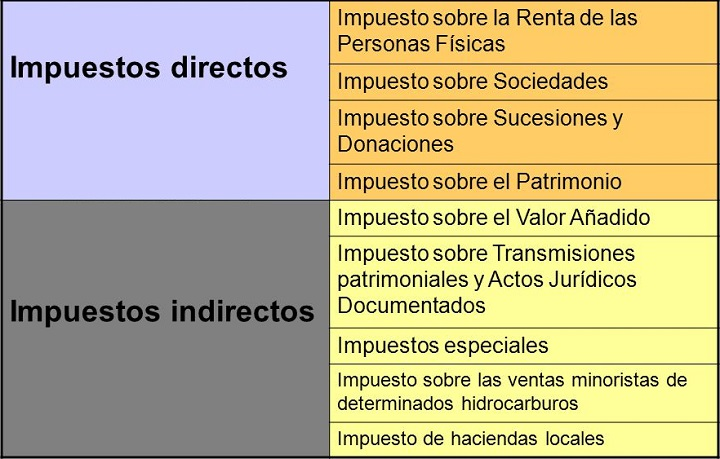 Impuestos directos
Impuesto sobre la Renta de las
Personas Físicas
Impuesto sobre Sociedades
Impuesto sobre Sucesiones y
Donaciones
Impuesto sobre el Patrimonio
Impuestos indirectos
Impuesto sobre el Valor Añadido
Impuesto sobre Transmisiones
patrimoniales y Actos Jurídicos
Documentados
Impuestos especiales
Impuesto sobre las ventas minoristas de
determinados hidrocarburos
Impuesto de haciendas locales